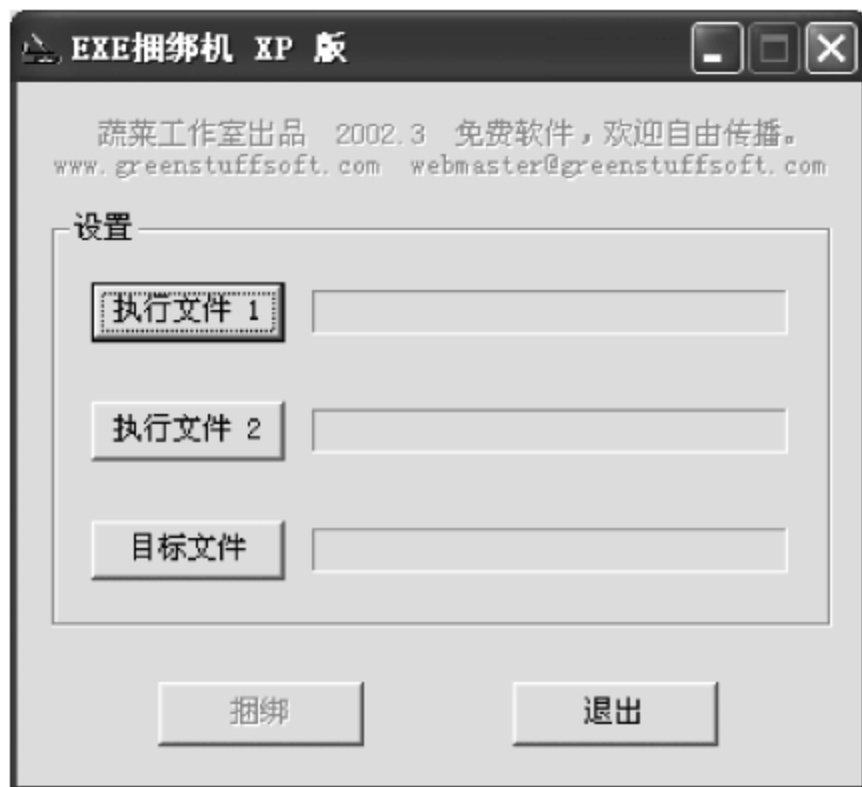 EXE捆绑机 XP 版
蔬菜工作室出品 2002.3 免费软件，欢迎自由传播。
www.greenstuffsoft.com webmaster@greenstuffsoft.com
设置
执行文件 1
执行文件 2
目标文件
捆绑 退出